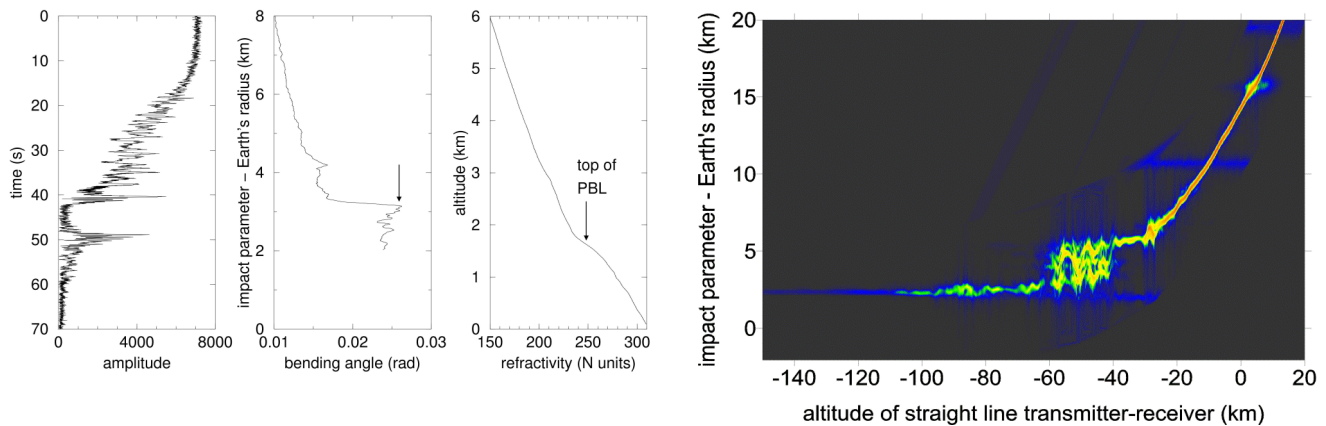 0
10
20
30
40
50
60
70
time (s)
0 4000 8000
amplitude
8
6
4
2
0
impact parameter – Earth's radius (km)
0.01 0.02 0.03
bending angle (rad)
6
5
4
3
2
1
0
altitude (km)
top of
PBL
150 200 250 300
refractivity (N units)
20
15
10
5
0
impact parameter - Earth's radius (km)
-140 -120 -100 -80 -60 -40 -20 0 20
altitude of straight line transmitter-receiver (km)